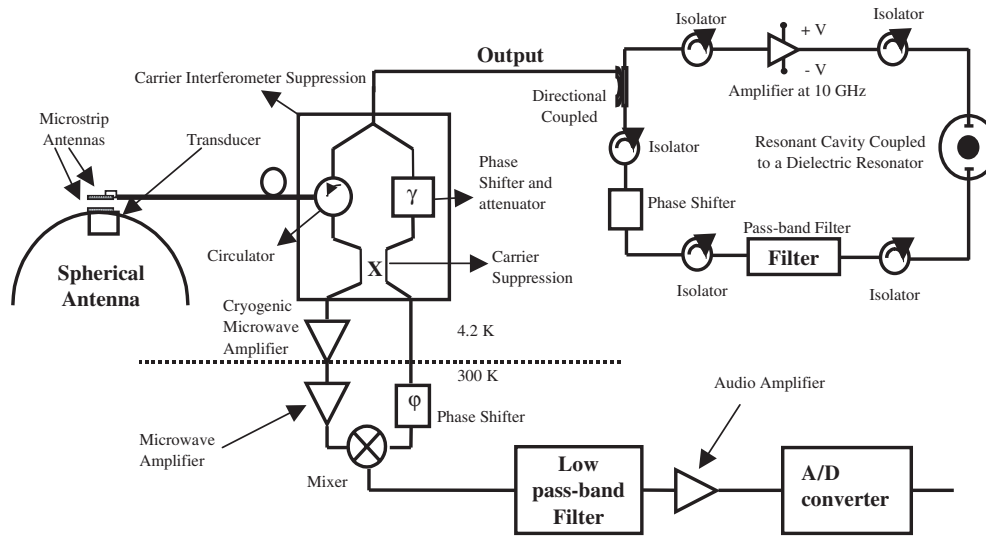 Isolator
+ V
- V
Amplifier at 10 GHz
Isolator
Output
Directional
Coupled
Isolator
Resonant Cavity Coupled
to a Dielectric Resonator
Phase Shifter
Pass-band Filter
Filter
Isolator
Isolator
Carrier Interferometer Suppression
Microstrip
Antennas
Transducer
Phase
Shifter and
attenuator
γ
Circulator
X
Carrier
Suppression
Spherical
Antenna
Cryogenic
Microwave
Amplifier
4.2 K
300 K
φ
Phase Shifter
Microwave
Amplifier
Mixer
Audio Amplifier
Low
pass-band
Filter
A/D
converter